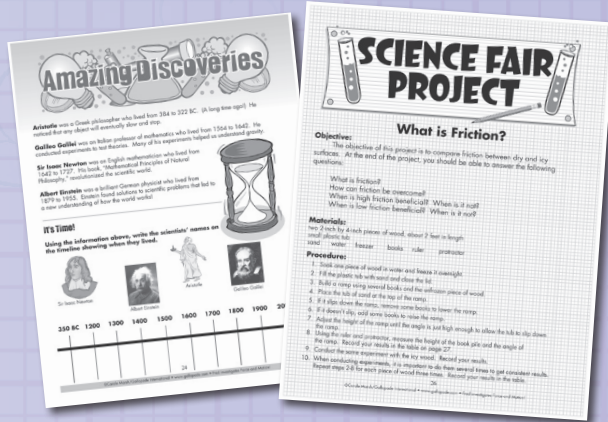 Amazing Discoveries
Aristotle was a Greek philosopher who lived from 384 to 322 BC. (A long time ago!) He
noticed that any object will eventually slow and stop.
Galileo Galilei was an Italian professor of mathematics who lived from 1564 to 1642. He
conducted experiments to test theories. Many of his experiments helped us understand gravity.
Sir Isaac Newton was an English mathematician who lived from
1642 to 1727. His book, "Mathematical Principles of Natural
Philosophy," revolutionized the scientific world.
Albert Einstein was a brilliant German physicist who lived from
1879 to 1955. Einstein found solutions to scientific problems that led to
a new understanding of how the world works!
It's Time!
Using the information above, write the scientists' names on
the timeline showing when they lived.
Sir Isaac Newton
Albert Einstein
Aristotle
Galileo Galilei
350 BC 1200 1300 1400 1500 1600 1700 1800 1900 20
24
SCIENCE FAIR
PROJECT
What is Friction?
Objective:
The objective of this project is to compare friction between dry and icy
surfaces. At the end of the project, you should be able to answer the following
questions:
What is friction?
How can friction be overcome?
When is high friction beneficial? When is it not?
When is low friction beneficial? When is it not?
Materials:
two 2-inch by 4-inch pieces of wood, about 2 feet in length
small plastic tub
sand water freezer books ruler protractor
Procedure:
1. Soak one piece of wood in water and freeze it overnight.
2. Fill the plastic tub with sand and close the lid.
3. Build a ramp using several books and the unfrozen piece of wood.
4. Place the tub of sand at the top of the ramp.
5. If it slips down the ramp, remove some books to lower the ramp.
6. If it doesn't slip, add some books to raise the ramp.
7. Adjust the height of the ramp until the angle is just high enough to allow the tub to slip down
the ramp.
8. Using the ruler and protractor, measure the height of the book pile and the angle of
the ramp. Record your results in the table on page 27.
9. Conduct the same experiment with the icy wood. Record your results.
10. When conducting experiments, it is important to do them several times to get consistent results.
Repeat steps 2-8 for each piece of wood three times. Record your results in the table.
26